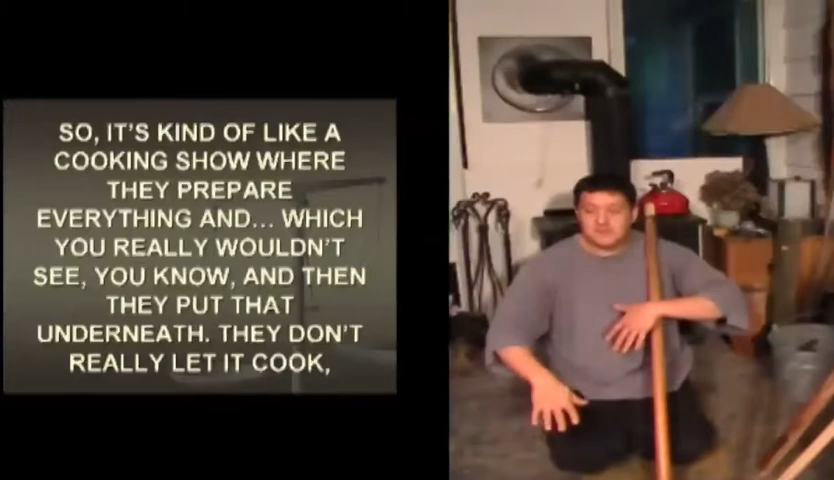 SO, IT'S KIND OF LIKE A
COOKING SHOW WHERE
THEY PREPARE
EVERYTHING AND... WHICH
YOU REALLY WOULDN'T
SEE, YOU KNOW, AND THEN
THEY PUT THAT
UNDERNEATH. THEY DON'T
REALLY LET IT COOK,